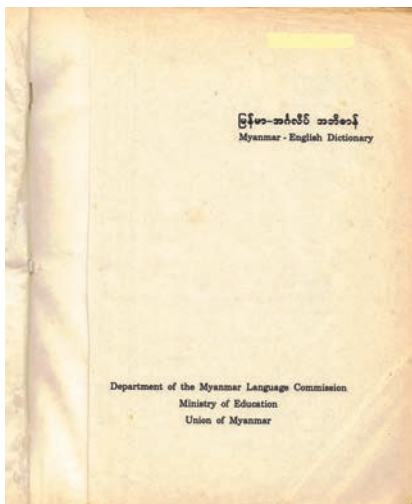 မြန်မာ-အင်္ဂလိပ် အဘိဓာန်
Myanmar - English Dictionary
Department of the Myanmar Language Commission
Ministry of Education
Union of Myanmar